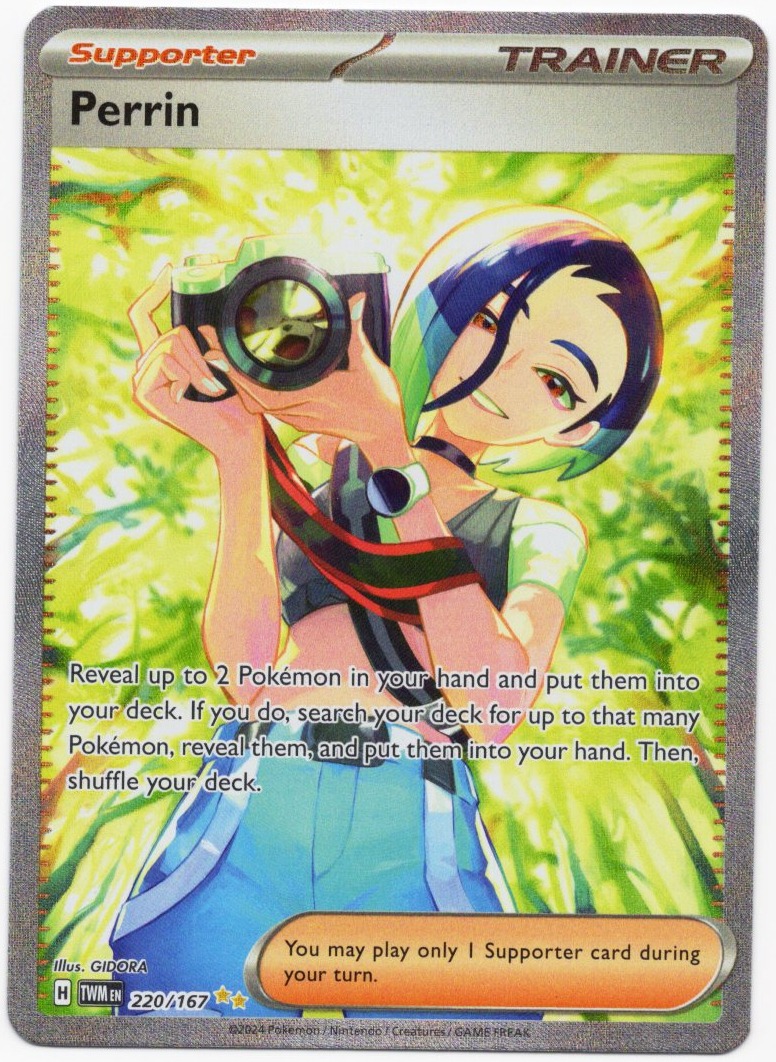 Supporter
TRAINER
Perrin
Reveal up to 2 Pokémon in your hand and put them into
your deck. If you do, search your deck for up to that many
Pokémon, reveal them, and put them into your hand. Then,
shuffle your deck.
You may play only 1 Supporter card during
your turn.
Illus. GIDORA
H TWM EN 220/167
©2024 Pokémon / Nintendo / Creatures / GAME FREAK